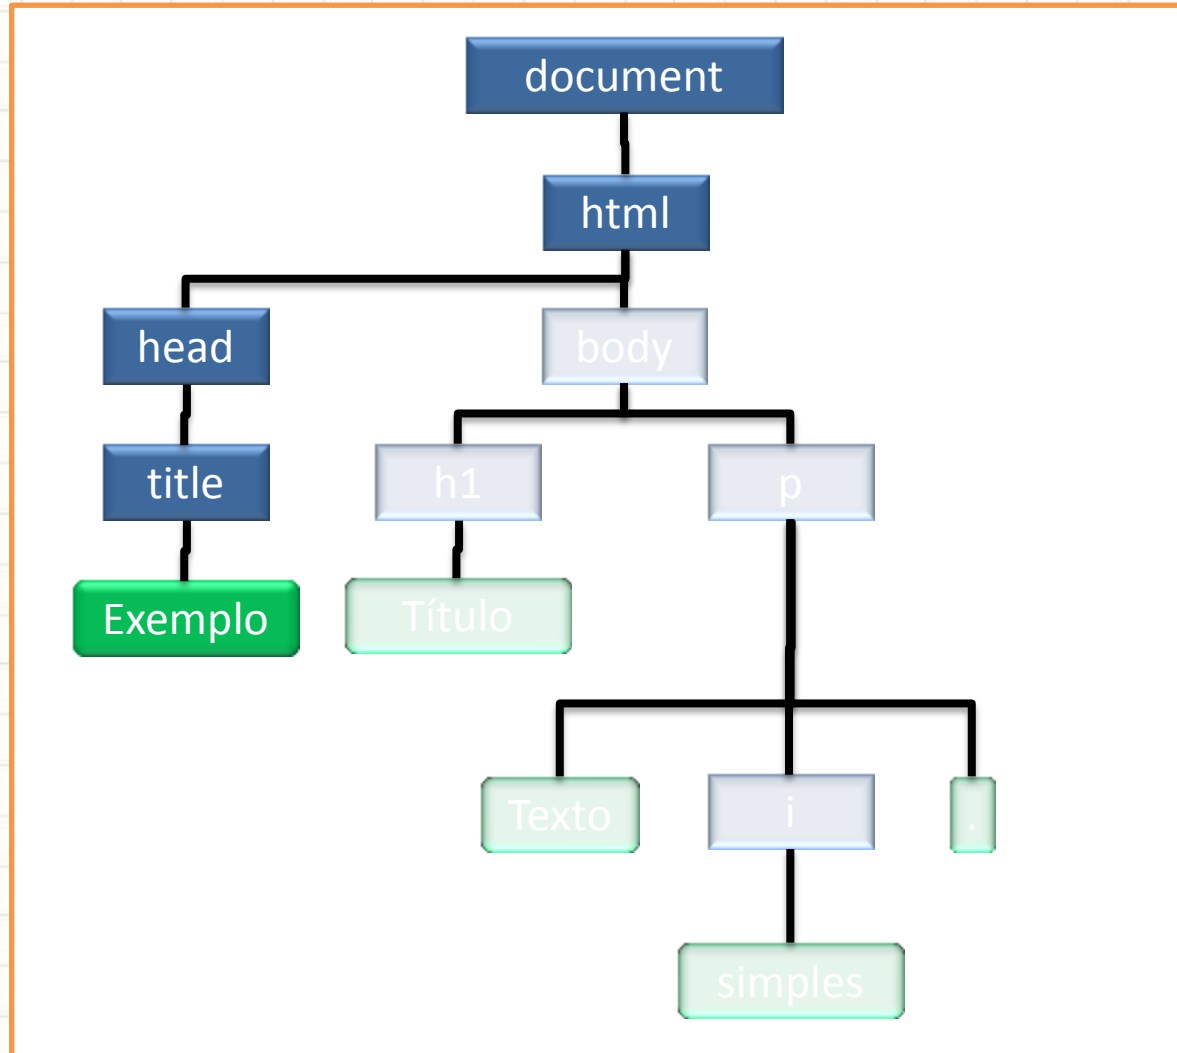 document
html
head
body
title
h1
p
Exemplo
Título
Texto
i
.
simples